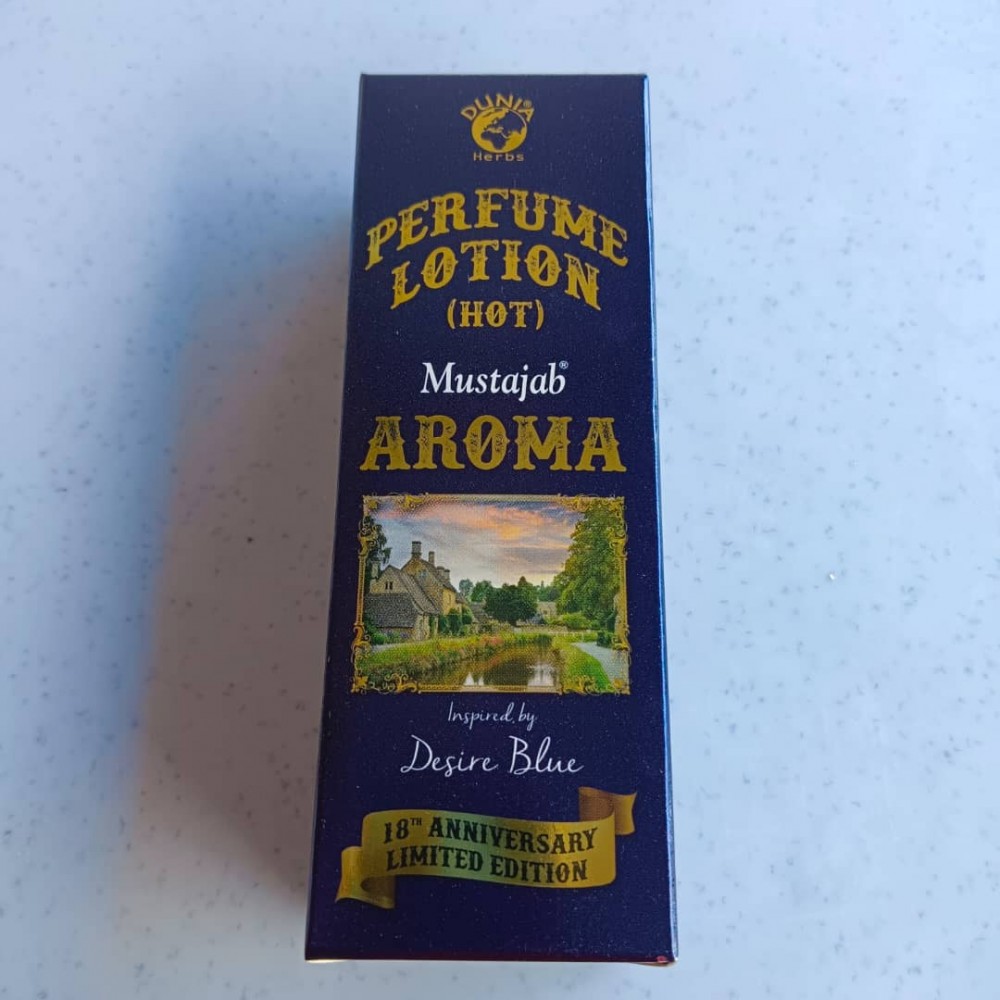 DUNIA®
Herbs
PERFUME
LOTION
(HOT)
Mustajab®
AROMA
Inspired by
Desire Blue
18TH ANNIVERSARY
LIMITED EDITION